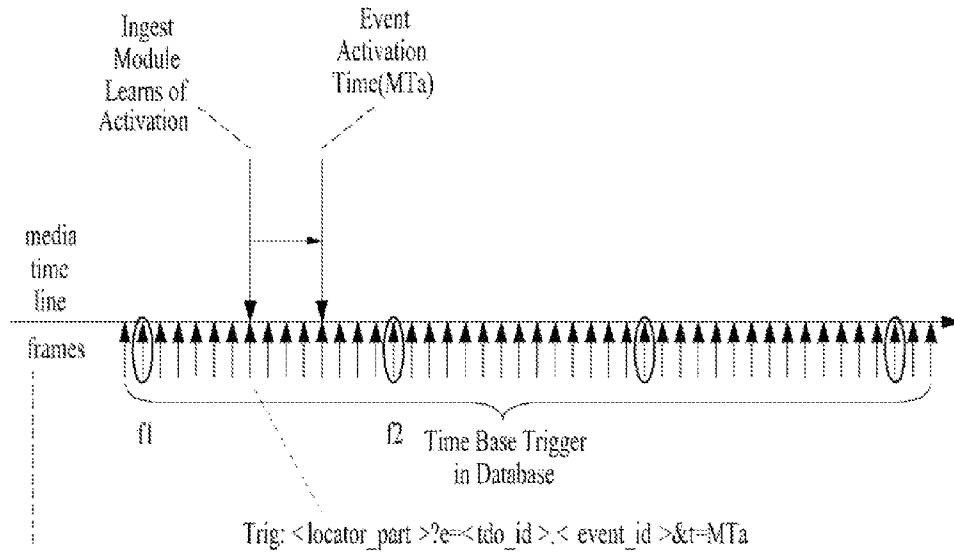 Ingest
Module
Learns of
Activation
Event
Activation
Time(MTa)
media
time
line
frames
f1
f2
Time Base Trigger
in Database
Trig: <locator_part >?e=<tdo_id >.< event_id >&t=MTa